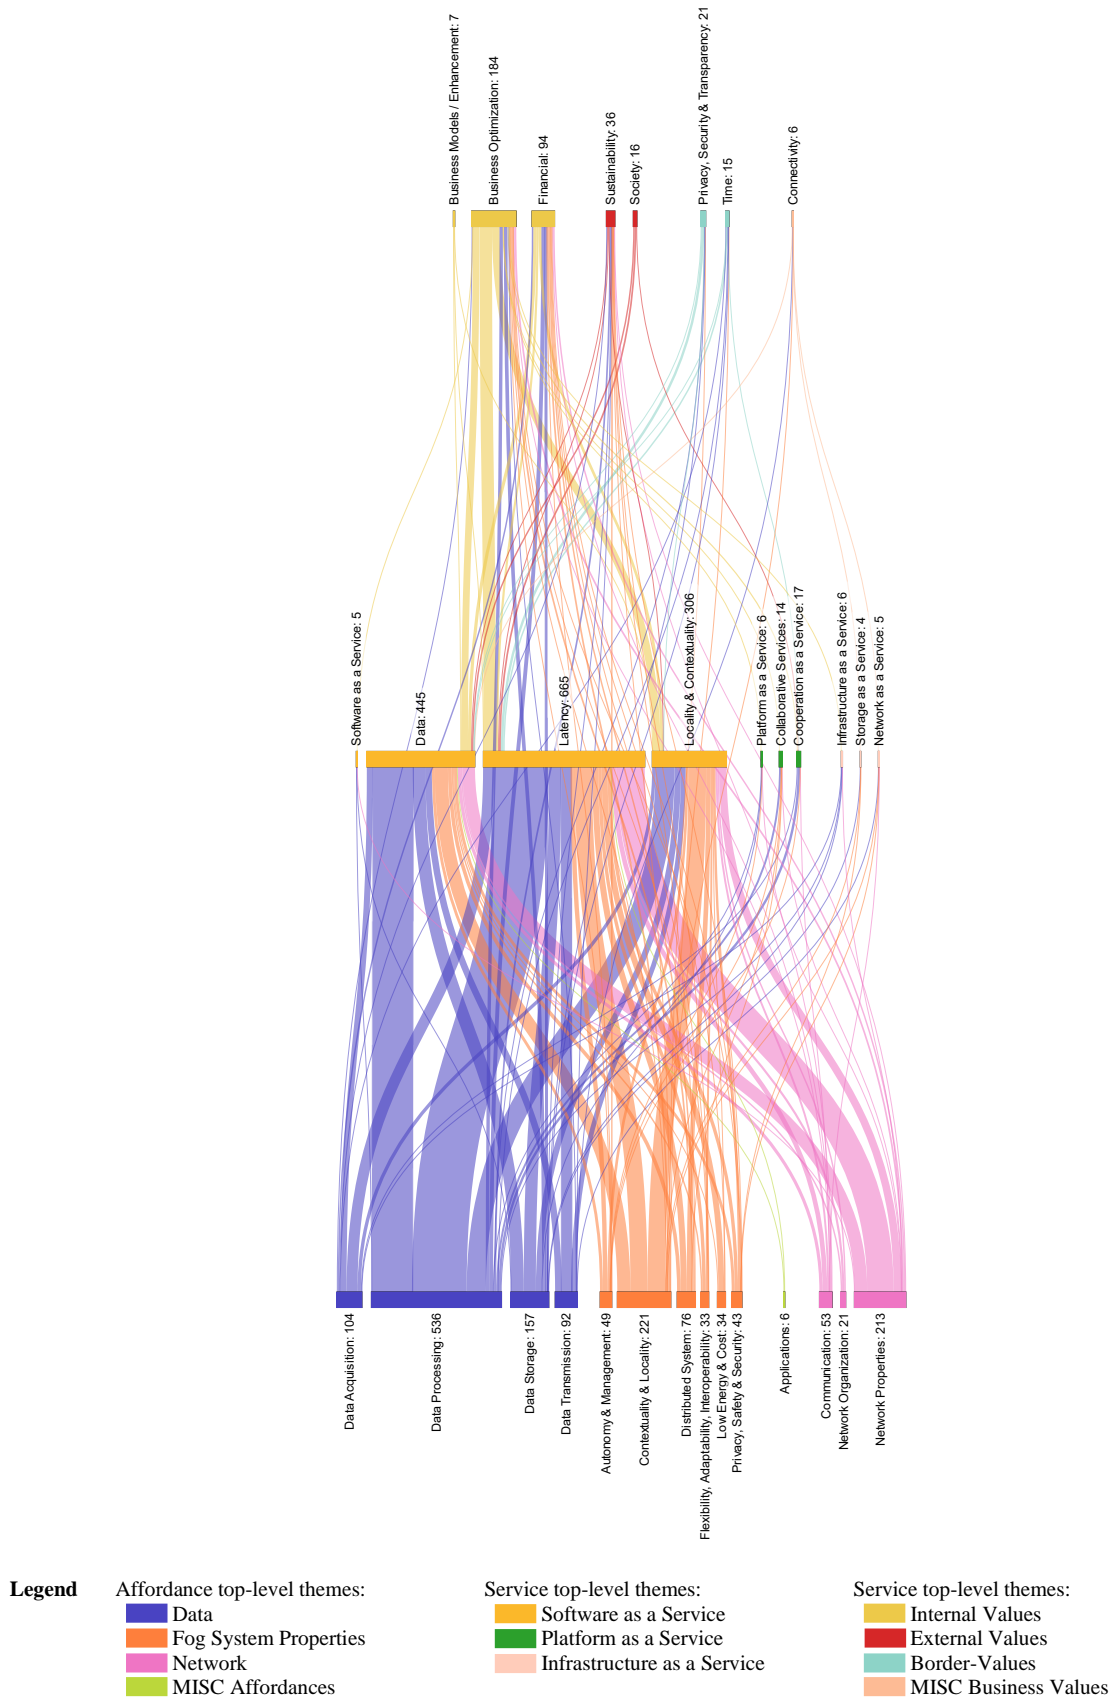 Business Models / Enhancement: 7
Business Optimization: 184
Financial: 94
Sustainability: 36
Society: 16
Privacy, Security & Transparency: 21
Time: 15
Connectivity: 6
Software as a Service: 5
Data: 445
Latency: 665
Locality & Contextuality: 306
Platform as a Service: 6
Collaborative Services: 14
Cooperation as a Service: 17
Infrastructure as a Service: 6
Storage as a Service: 4
Network as a Service: 5
Data Acquisition: 104
Data Processing: 536
Data Storage: 157
Data Transmission: 92
Autonomy & Management: 49
Contextuality & Locality: 221
Distributed System: 76
Flexibility, Adaptability, Interoperability: 33
Low Energy & Cost: 34
Privacy, Safety & Security: 43
Applications: 6
Communication: 53
Network Organization: 21
Network Properties: 213
Legend
Affordance top-level themes:
Data
Fog System Properties
Network
MISC Affordances
Service top-level themes:
Software as a Service
Platform as a Service
Infrastructure as a Service
Service top-level themes:
Internal Values
External Values
Border-Values
MISC Business Values